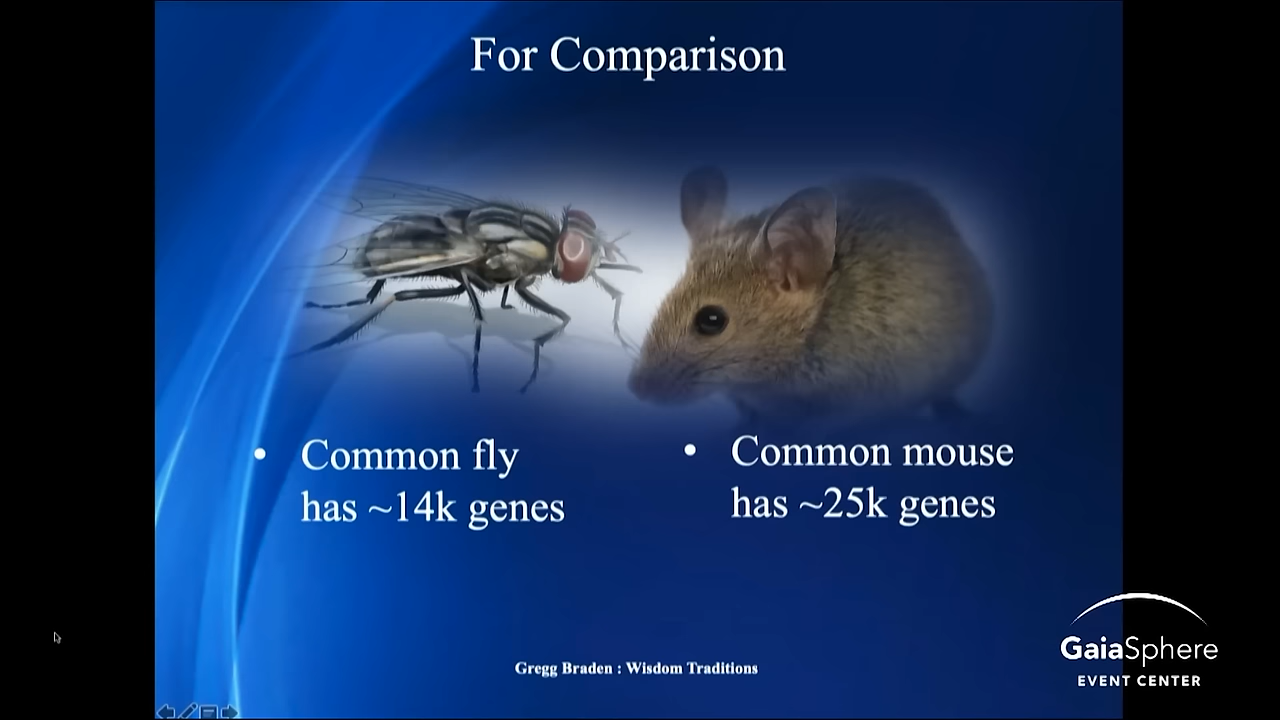 For Comparison
• Common fly
has ~14k genes
• Common mouse
has ~25k genes
Gregg Braden : Wisdom Traditions
GaiaSphere
EVENT CENTER